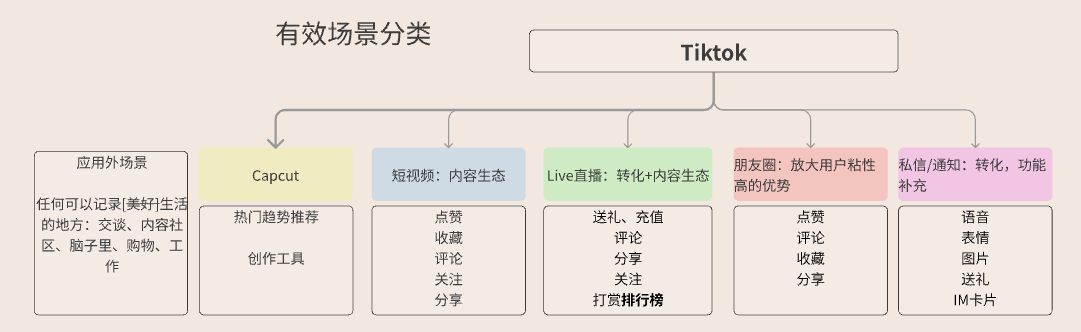 有效场景分类
Tiktok
应用外场景
任何可以记录[美好]生活
的地方：交谈、内容社
区、脑子里、购物、工
作
Capcut
热门趋势推荐
创作工具
短视频：内容生态
点赞
收藏
评论
关注
分享
Live直播：转化+内容生态
送礼、充值
评论
分享
关注
打赏排行榜
朋友圈：放大用户粘性
高的优势
点赞
评论
收藏
分享
私信/通知：转化，功能
补充
语音
表情
图片
送礼
IM卡片